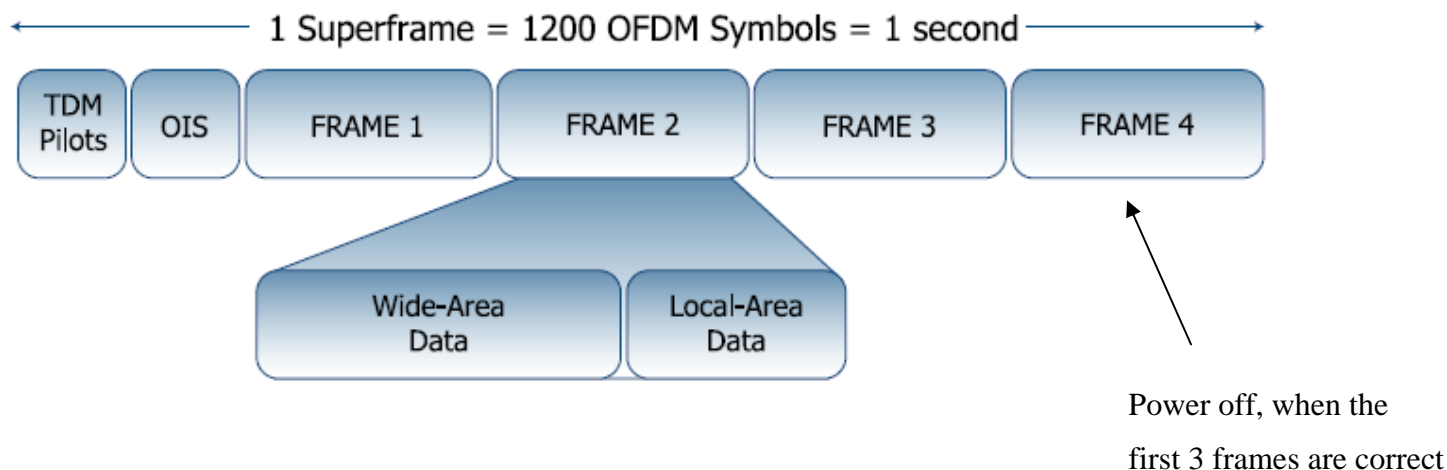 1 Superframe = 1200 OFDM Symbols = 1 second
TDM
Pilots
OIS
FRAME 1
FRAME 2
FRAME 3
FRAME 4
Wide-Area
Data
Local-Area
Data
Power off, when the
first 3 frames are correct